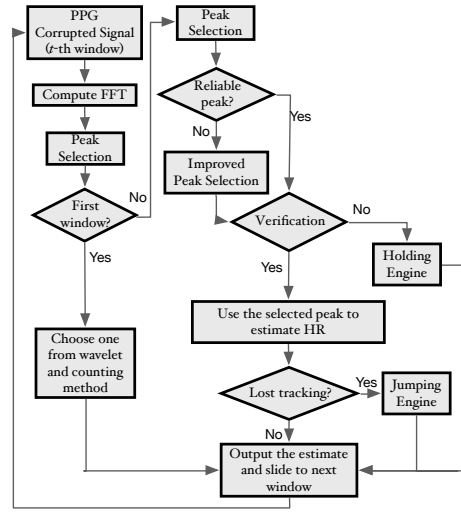 PPG
Corrupted Signal
(t-th window)
Compute FFT
Peak
Selection
First
window?
No
Yes
Choose one
from wavelet
and counting
method
Peak
Selection
Reliable
peak?
No
Yes
Improved
Peak Selection
Verification
No
Yes
Holding
Engine
Use the selected peak to
estimate HR
Lost tracking?
Yes
Jumping
Engine
No
Output the estimate
and slide to next
window